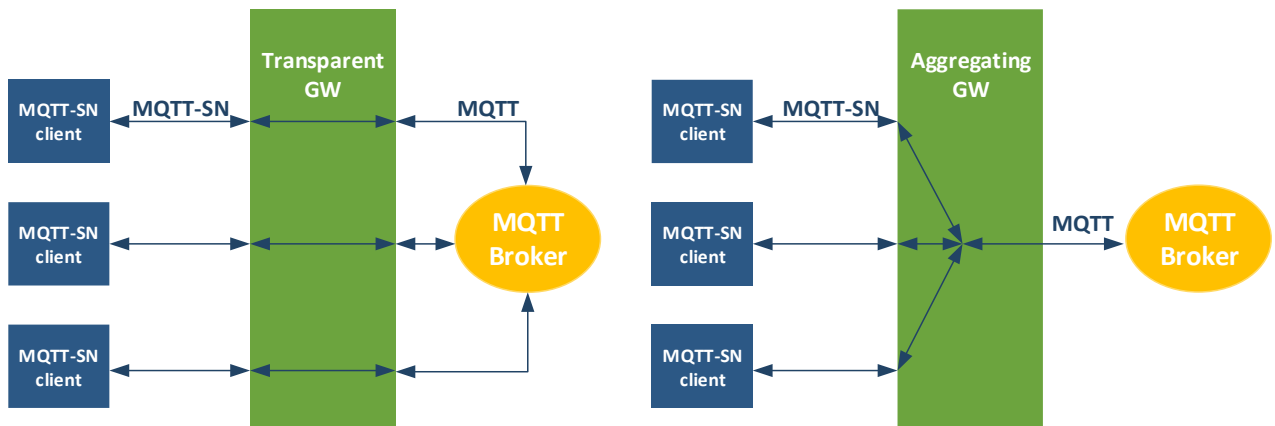 Transparent
GW
MQTT-SN
client
MQTT-SN
MQTT
MQTT-SN
client
MQTT
Broker
MQTT-SN
client
Aggregating
GW
MQTT-SN
client
MQTT-SN
MQTT-SN
client
MQTT
MQTT
Broker
MQTT-SN
client